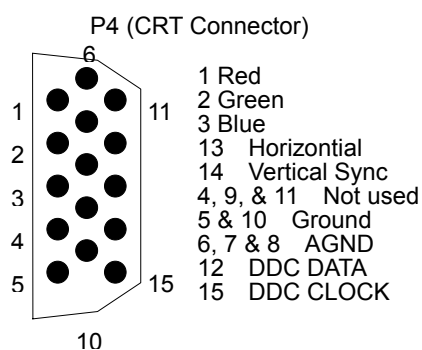 P4 (CRT Connector)
6
1 Red
2 Green
3 Blue
13 Horizontial
14 Vertical Sync
4, 9, & 11 Not used
5 & 10 Ground
6, 7 & 8 AGND
12 DDC DATA
15 DDC CLOCK
1
11
2
3
4
5
15
10